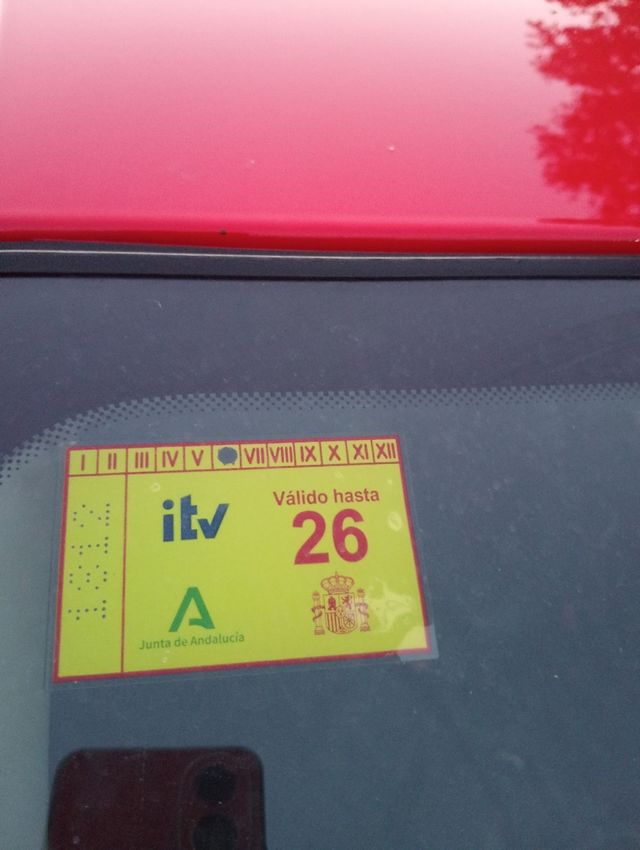 I II III IV V VII VIII IX X XI XII
itv
Válido hasta
26
Junta de Andalucía